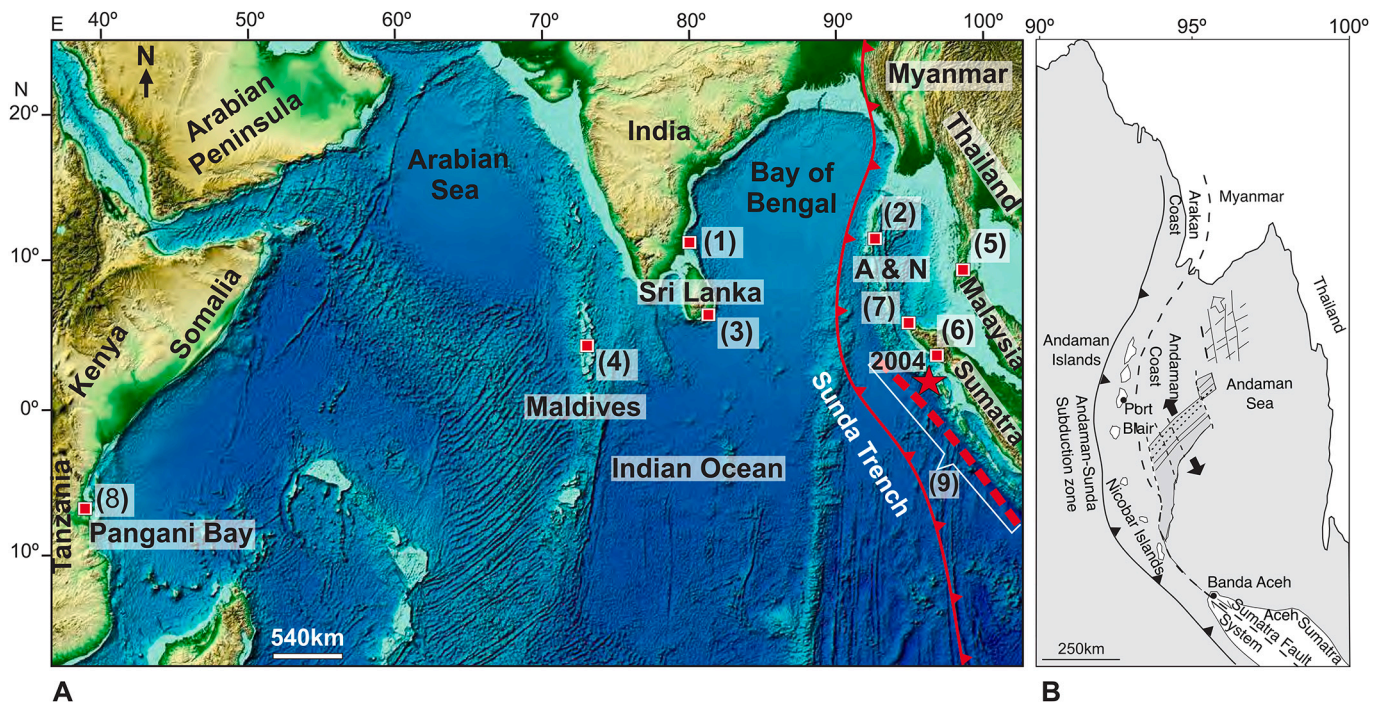 E
40º
50º
60º
70º
80º
90º
100º
N
20º
10º
0º
10º
N
Arabian
Peninsula
Arabian
Sea
India
Bay of
Bengal
Myanmar
Thailand
(1)
(2)
A & N
(5)
Sri Lanka
(3)
(7)
(6)
Malaysia
2004
Sumatra
(4)
Maldives
Somalia
Kenya
Tanzania
(8)
Pangani Bay
Indian Ocean
Sunda Trench
(9)
540km
A
90º
95º
100º
Arakan
Coast
Myanmar
Thailand
Andaman
Islands
Andaman
Coast
Andaman
Sea
Port
Blair
Andaman-Sunda
Subduction zone
Nicobar Islands
Banda Aceh
Aceh
Sumatra
Sumatra Fault
System
250km
B